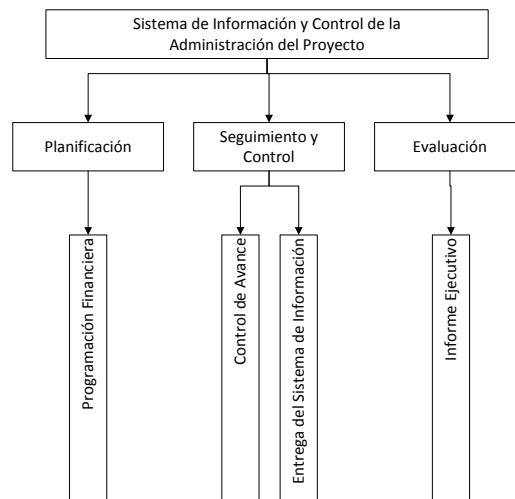 Sistema de Información y Control de la
Administración del Proyecto
Planificación
Seguimiento y
Control
Evaluación
Programación Financiera
Control de Avance
Entrega del Sistema de Información
Informe Ejecutivo